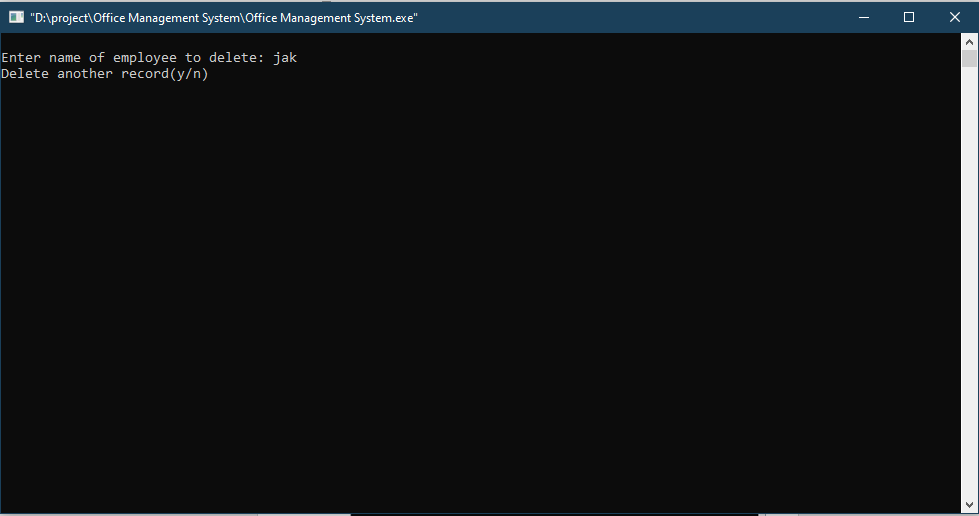 "D:\project\Office Management System\Office Management System.exe"
Enter name of employee to delete: jak
Delete another record(y/n)